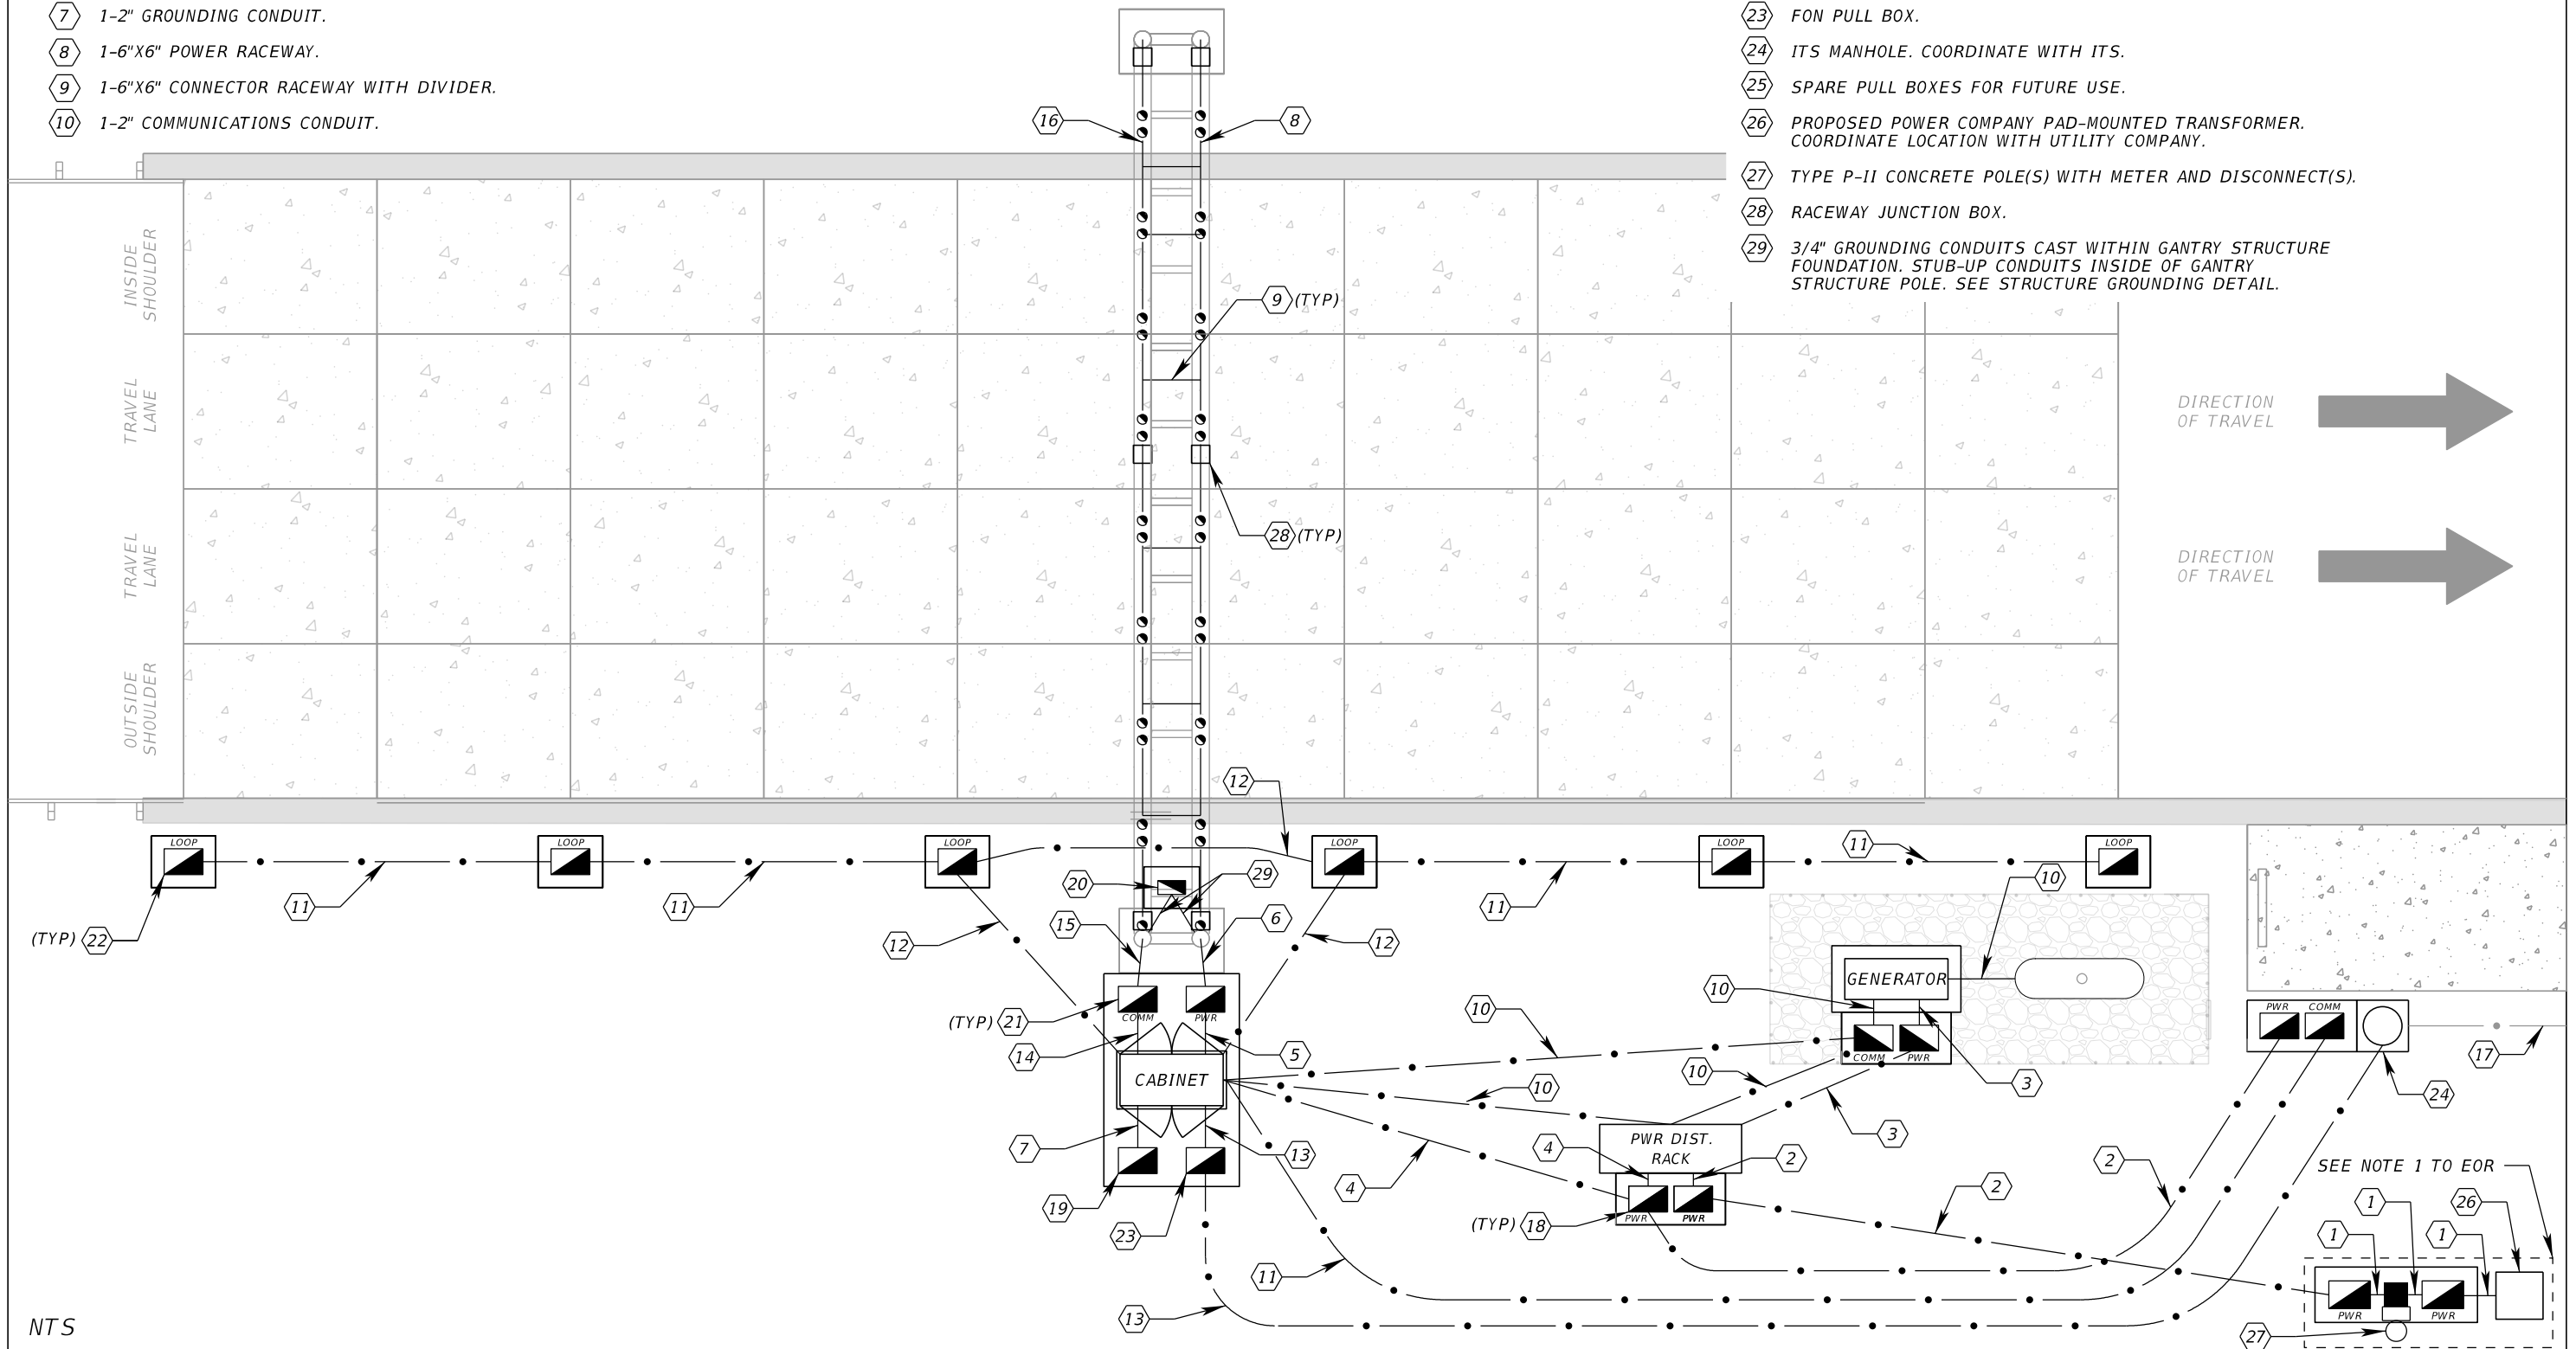 7 1-2" GROUNDING CONDUIT.
8 1-6"X6" POWER RACEWAY.
9 1-6"X6" CONNECTOR RACEWAY WITH DIVIDER.
10 1-2" COMMUNICATIONS CONDUIT.
23 FON PULL BOX.
24 ITS MANHOLE. COORDINATE WITH ITS.
25 SPARE PULL BOXES FOR FUTURE USE.
26 PROPOSED POWER COMPANY PAD-MOUNTED TRANSFORMER.
COORDINATE LOCATION WITH UTILITY COMPANY.
27 TYPE P-II CONCRETE POLE(S) WITH METER AND DISCONNECT(S).
28 RACEWAY JUNCTION BOX.
29 3/4" GROUNDING CONDUITS CAST WITHIN GANTRY STRUCTURE
FOUNDATION. STUB-UP CONDUITS INSIDE OF GANTRY
STRUCTURE POLE. SEE STRUCTURE GROUNDING DETAIL.
16
8
INSIDE
SHOULDER
9 (TYP)
TRAVEL
LANE
DIRECTION
OF TRAVEL
28 (TYP)
TRAVEL
LANE
DIRECTION
OF TRAVEL
OUTSIDE
SHOULDER
12
LOOP
LOOP
LOOP
LOOP
LOOP
11
LOOP
20
29
10
11
11
11
(TYP) 22
12
15
6
12
GENERATOR
10
10
(TYP) 21
COMM
PWR
PWR
COMM
14
5
COMM
PWR
17
CABINET
10
10
3
24
7
13
4
PWR DIST.
RACK
2
3
2
SEE NOTE 1 TO EOR
19
4
2
1
26
23
(TYP) 18
PWR
PWR
1
1
11
13
PWR
PWR
27
NTS